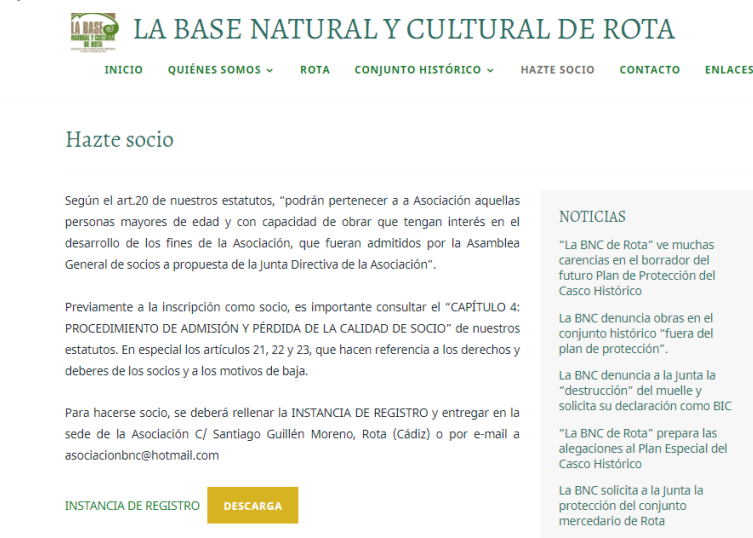 LA BASE
NATURAL Y CULTURAL
DE ROTA
LA BASE NATURAL Y CULTURAL DE ROTA
INICIO QUIÉNES SOMOS ROTA CONJUNTO HISTÓRICO HAZTE SOCIO CONTACTO ENLACES
Hazte socio
Según el art.20 de nuestros estatutos, “podrán pertenecer a a Asociación aquellas
personas mayores de edad y con capacidad de obrar que tengan interés en el
desarrollo de los fines de la Asociación, que fueran admitidos por la Asamblea
General de socios a propuesta de la Junta Directiva de la Asociación”.
Previamente a la inscripción como socio, es importante consultar el “CAPÍTULO 4:
PROCEDIMIENTO DE ADMISIÓN Y PÉRDIDA DE LA CALIDAD DE SOCIO” de nuestros
estatutos. En especial los artículos 21, 22 y 23, que hacen referencia a los derechos y
deberes de los socios y a los motivos de baja.
Para hacerse socio, se deberá rellenar la INSTANCIA DE REGISTRO y entregar en la
sede de la Asociación C/ Santiago Guillén Moreno, Rota (Cádiz) o por e-mail a
asociacionbnc@hotmail.com
INSTANCIA DE REGISTRO DESCARGA
NOTICIAS
“La BNC de Rota” ve muchas
carencias en el borrador del
futuro Plan de Protección del
Casco Histórico
La BNC denuncia obras en el
conjunto histórico “fuera del
plan de protección”.
La BNC denuncia a la Junta la
“destrucción” del muelle y
solicita su declaración como BIC
“La BNC de Rota” prepara las
alegaciones al Plan Especial del
Casco Histórico
La BNC solicita a la Junta la
protección del conjunto
mercedario de Rota